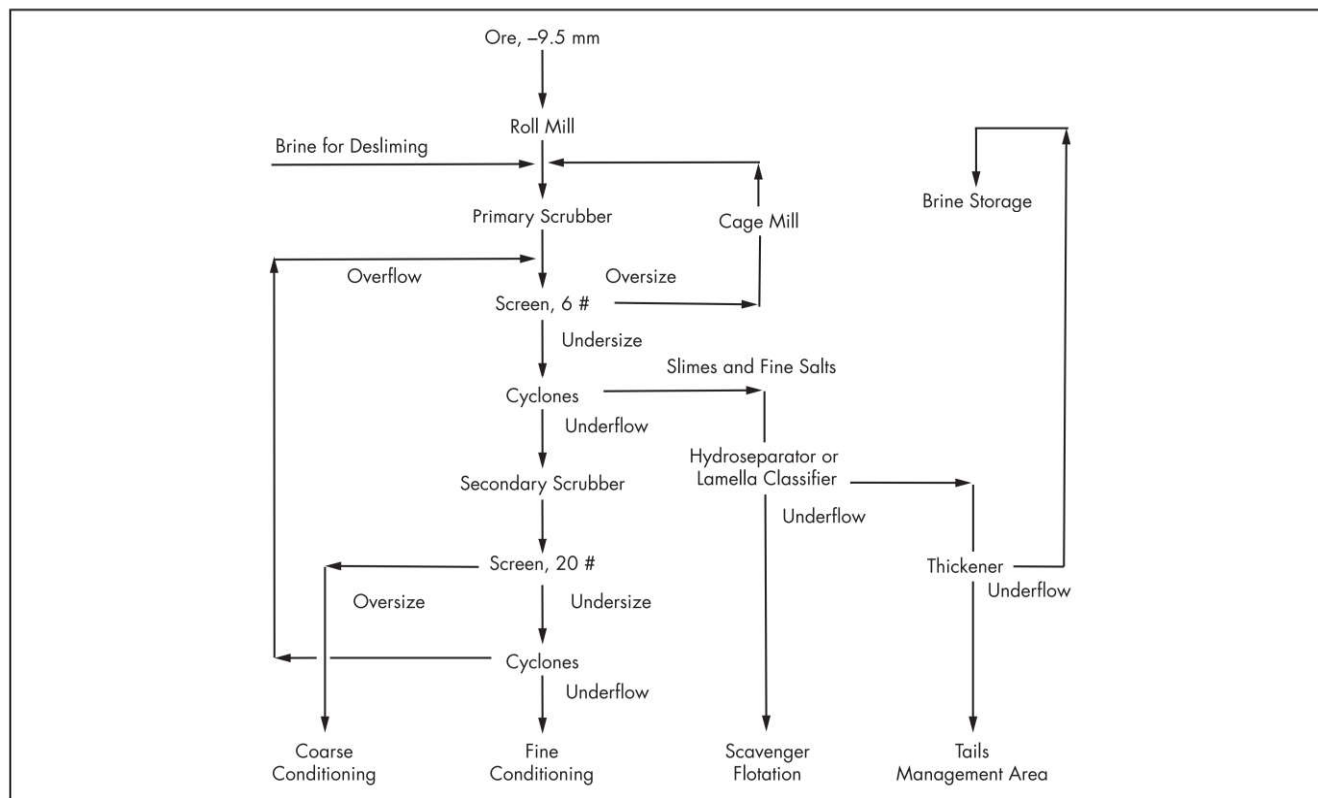 Ore, –9.5 mm
Roll Mill
Brine for Desliming
Brine Storage
Primary Scrubber
Cage Mill
Overflow
Oversize
Screen, 6 #
Undersize
Slimes and Fine Salts
Cyclones
Underflow
Hydroseparator or
Lamella Classifier
Secondary Scrubber
Underflow
Screen, 20 #
Thickener
Underflow
Oversize
Undersize
Cyclones
Underflow
Coarse
Conditioning
Fine
Conditioning
Scavenger
Flotation
Tails
Management Area